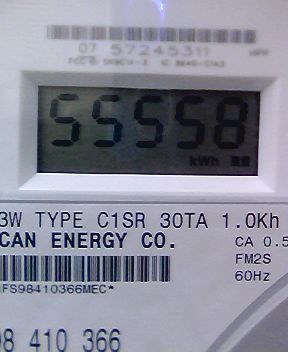 07 57245311
55558
kWh
3W TYPE C1SR 30TA 1.0Kh
CAN ENERGY CO.
CA 0.5
FM2S
60Hz
IFS98410366MEC*
98 410 366